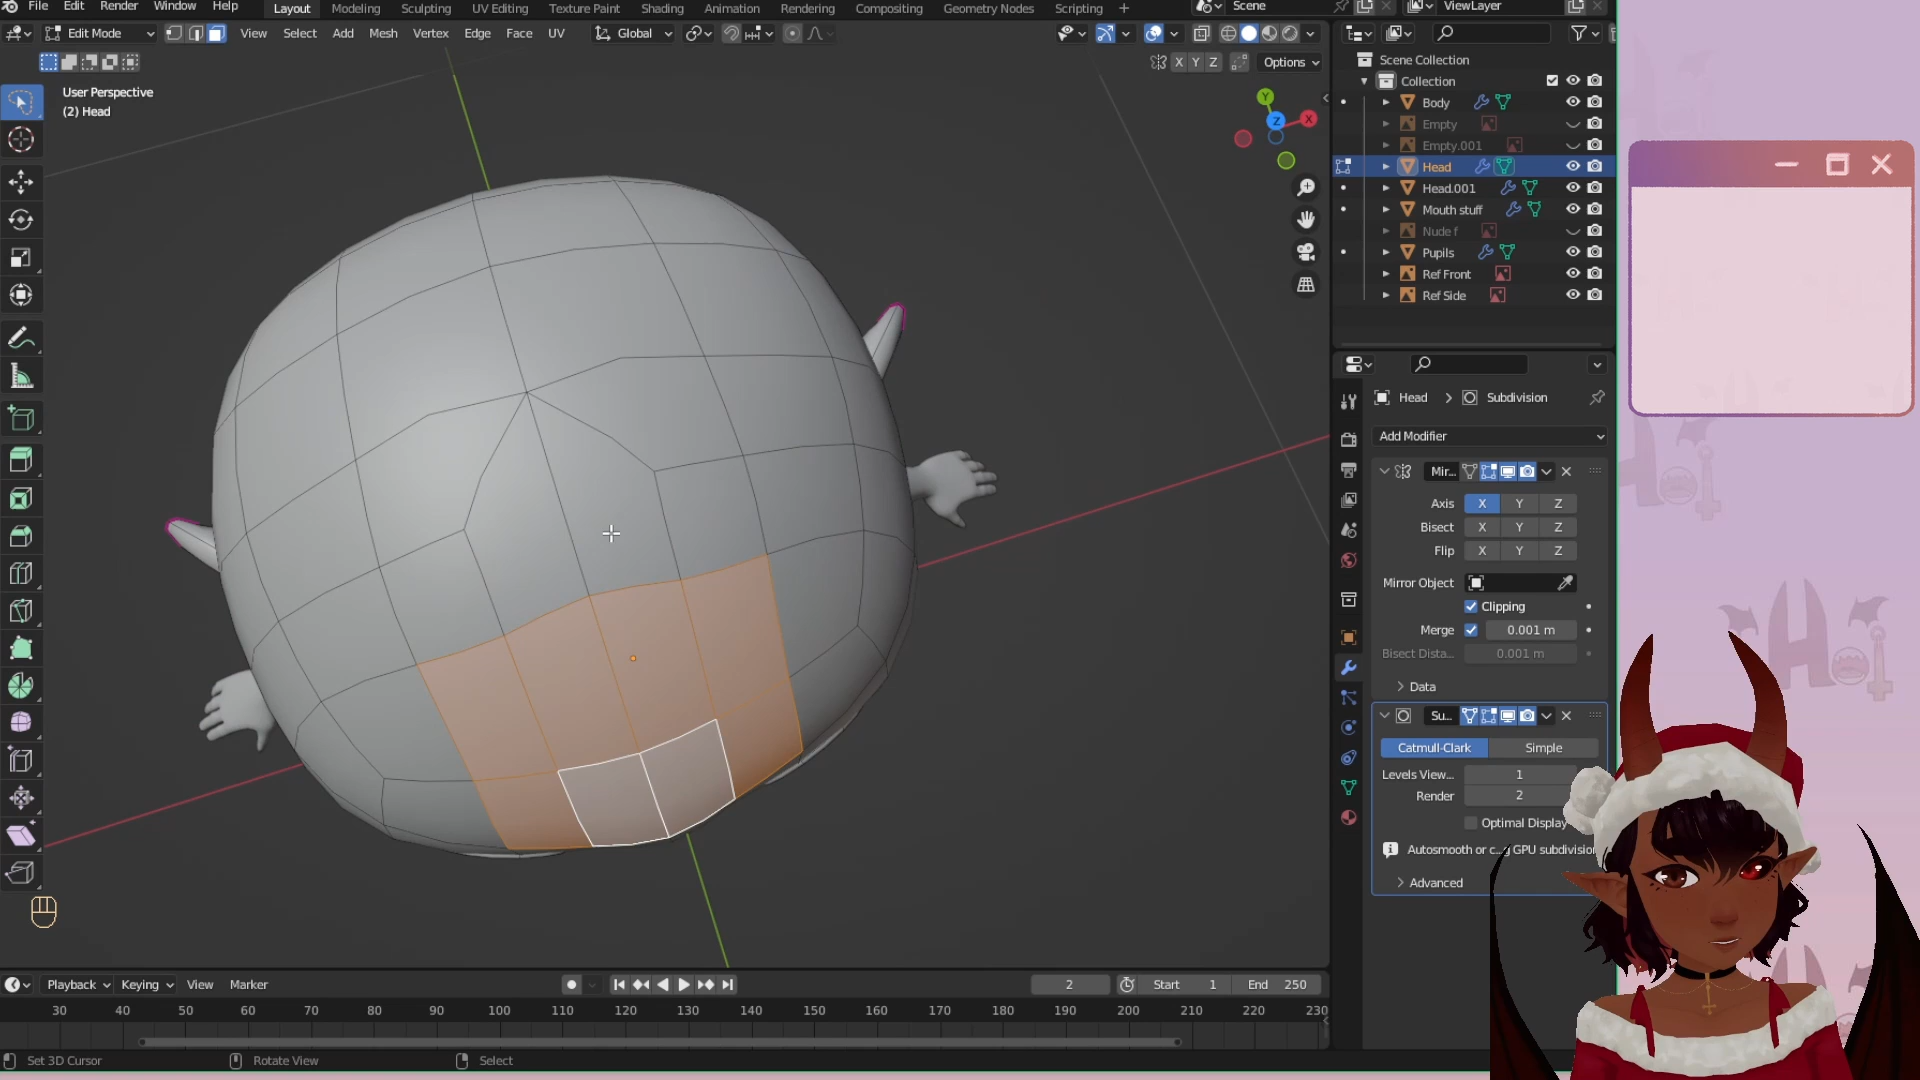 File Edit Render Window Help Layout Modeling Sculpting UV Editing Texture Paint Shading Animation Rendering Compositing Geometry Nodes Scripting + Scene ViewLayer
Edit Mode View Select Add Mesh Vertex Edge Face UV Global
X Y Z Options
User Perspective
(2) Head
Y
Z X
Scene Collection
Collection
Body
Empty
Empty.001
Head
Head.001
Mouth stuff
Nude f
Pupils
Ref Front
Ref Side
Head > Subdivision
Add Modifier
Mir...
Axis X Y Z
Bisect X Y Z
Flip X Y Z
Mirror Object
Clipping
Merge 0.001 m
Bisect Dista... 0.001 m
Data
Su...
Catmull-Clark Simple
Levels View... 1
Render 2
Optimal Display
Autosmooth or c...g GPU subdivision
Advanced
Playback Keying View Marker 2 Start 1 End 250
30 40 50 60 70 80 90 100 110 120 130 140 150 160 170 180 190 200 210 220 230
Set 3D Cursor Rotate View Select